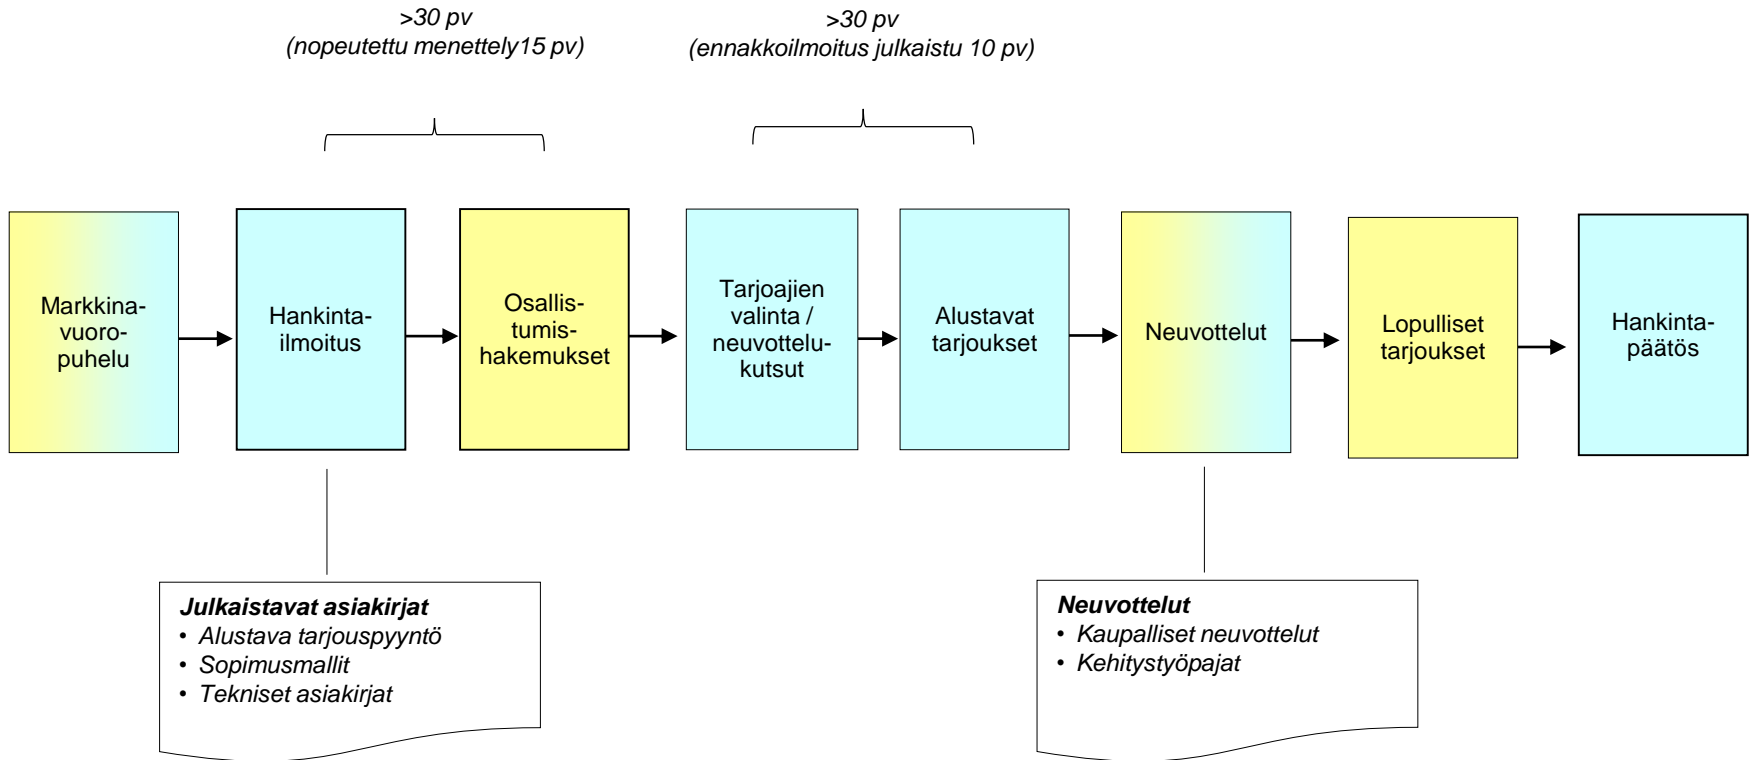 >30 pv
(nopeutettu menettely15 pv)
>30 pv
(ennakkoilmoitus julkaistu 10 pv)
Markkina-
vuoro-
puhelu
Hankinta-
ilmoitus
Osallis-
tumis-
hakemukset
Tarjoajien
valinta /
neuvottelu-
kutsut
Alustavat
tarjoukset
Neuvottelut
Lopulliset
tarjoukset
Hankinta-
päätös
Julkaistavat asiakirjat
• Alustava tarjouspyyntö
• Sopimusmallit
• Tekniset asiakirjat
Neuvottelut
• Kaupalliset neuvottelut
• Kehitystyöpajat